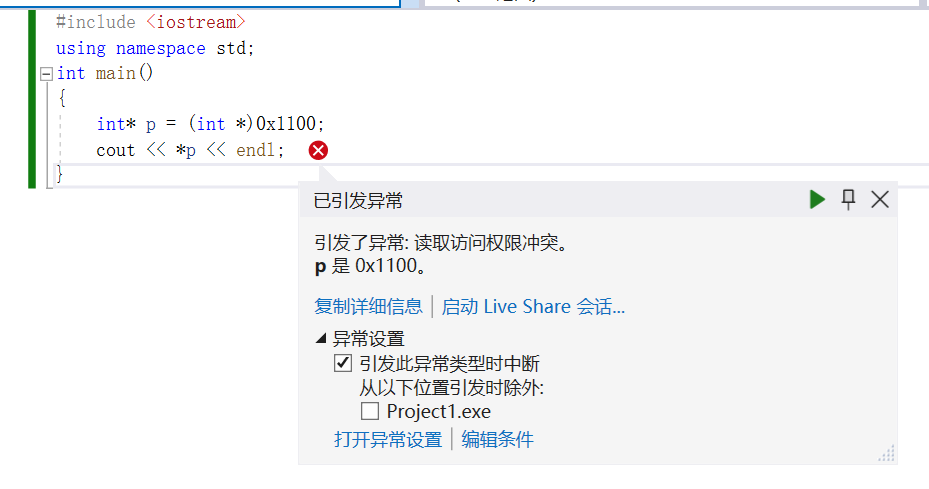 #include <iostream>
using namespace std;
int main()
{
int* p = (int *)0x1100;
cout << *p << endl;
}
已引发异常
引发了异常: 读取访问权限冲突。
p 是 0x1100。
复制详细信息 | 启动 Live Share 会话...
异常设置
引发此异常类型时中断
从以下位置引发时除外:
Project1.exe
打开异常设置 | 编辑条件